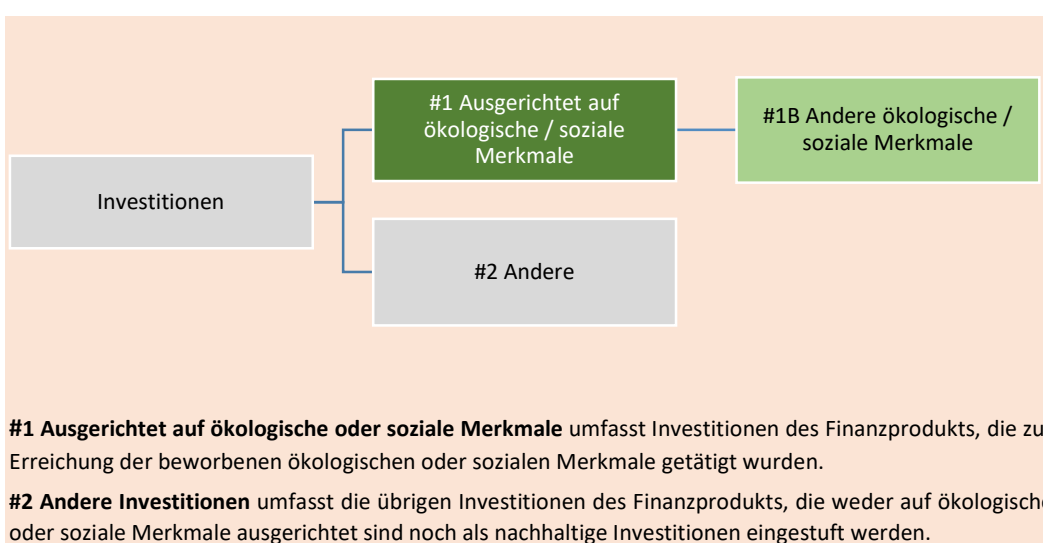 #1 Ausgerichtet auf
ökologische / soziale
Merkmale
#1B Andere ökologische /
soziale Merkmale
Investitionen
#2 Andere
#1 Ausgerichtet auf ökologische oder soziale Merkmale umfasst Investitionen des Finanzprodukts, die zu
Erreichung der beworbenen ökologischen oder sozialen Merkmale getätigt wurden.
#2 Andere Investitionen umfasst die übrigen Investitionen des Finanzprodukts, die weder auf ökologische
oder soziale Merkmale ausgerichtet sind noch als nachhaltige Investitionen eingestuft werden.